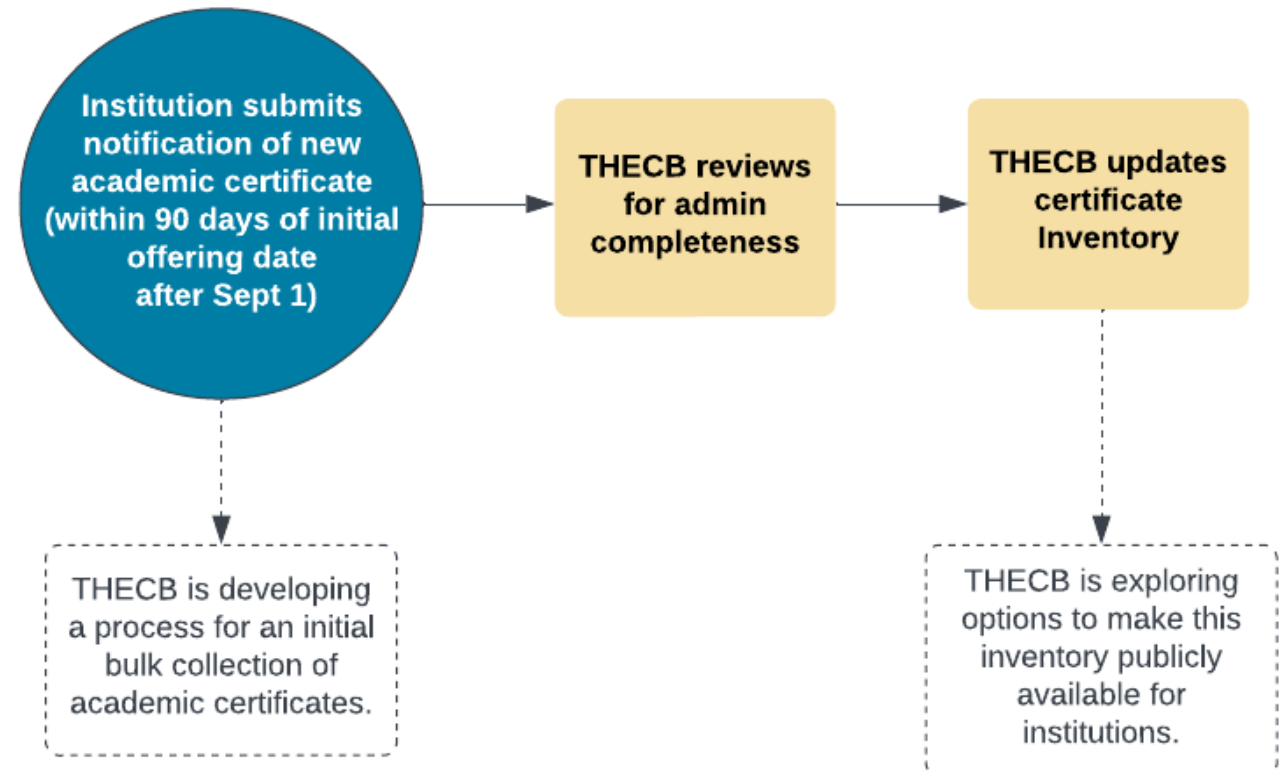 Institution submits
notification of new
academic certificate
(within 90 days of initial
offering date
after Sept 1)
THECB reviews
for admin
completeness
THECB updates
certificate
Inventory
THECB is developing
a process for an initial
bulk collection of
academic certificates.
THECB is exploring
options to make this
inventory publicly
available for
institutions.